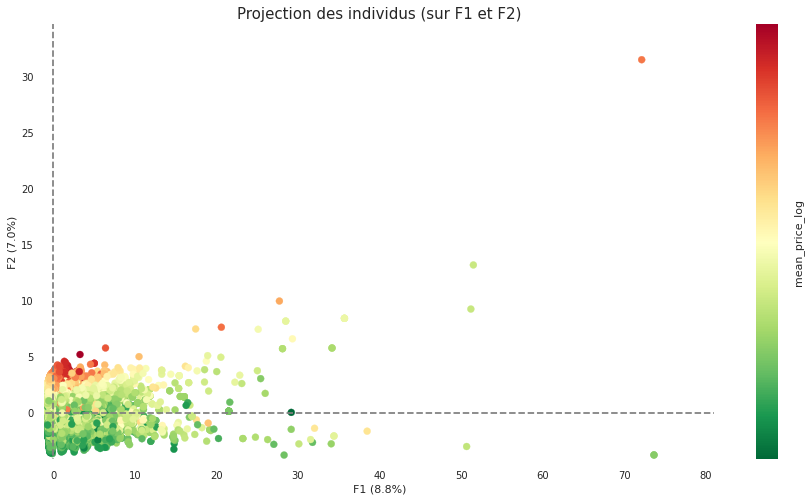 Projection des individus (sur F1 et F2)
30
25
20
15
10
5
0
F2 (7.0%)
0 10 20 30 40 50 60 70 80
F1 (8.8%)
mean_price_log